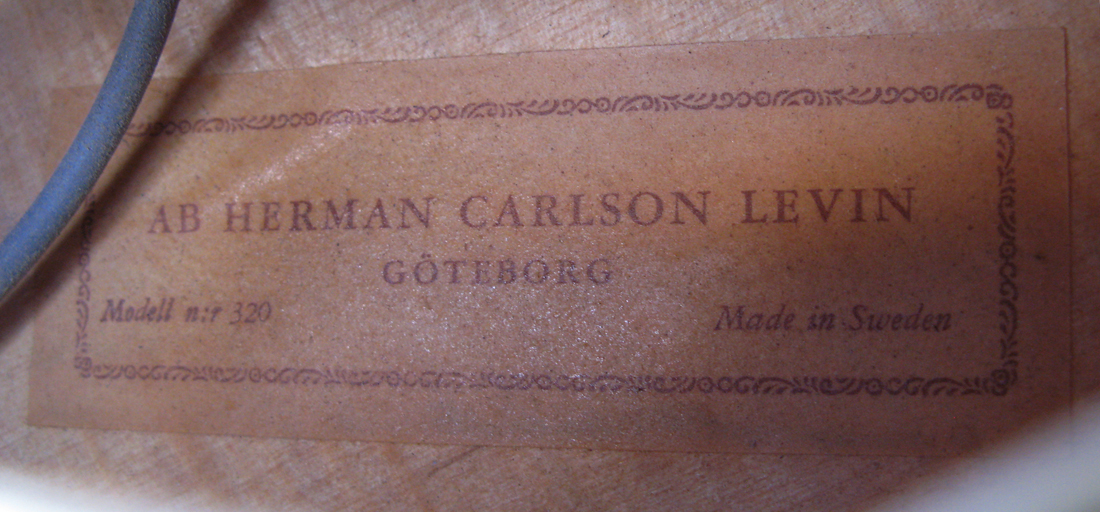 AB HERMAN CARLSON LEVIN
GÖTEBORG
Modell n:r 320 Made in Sweden